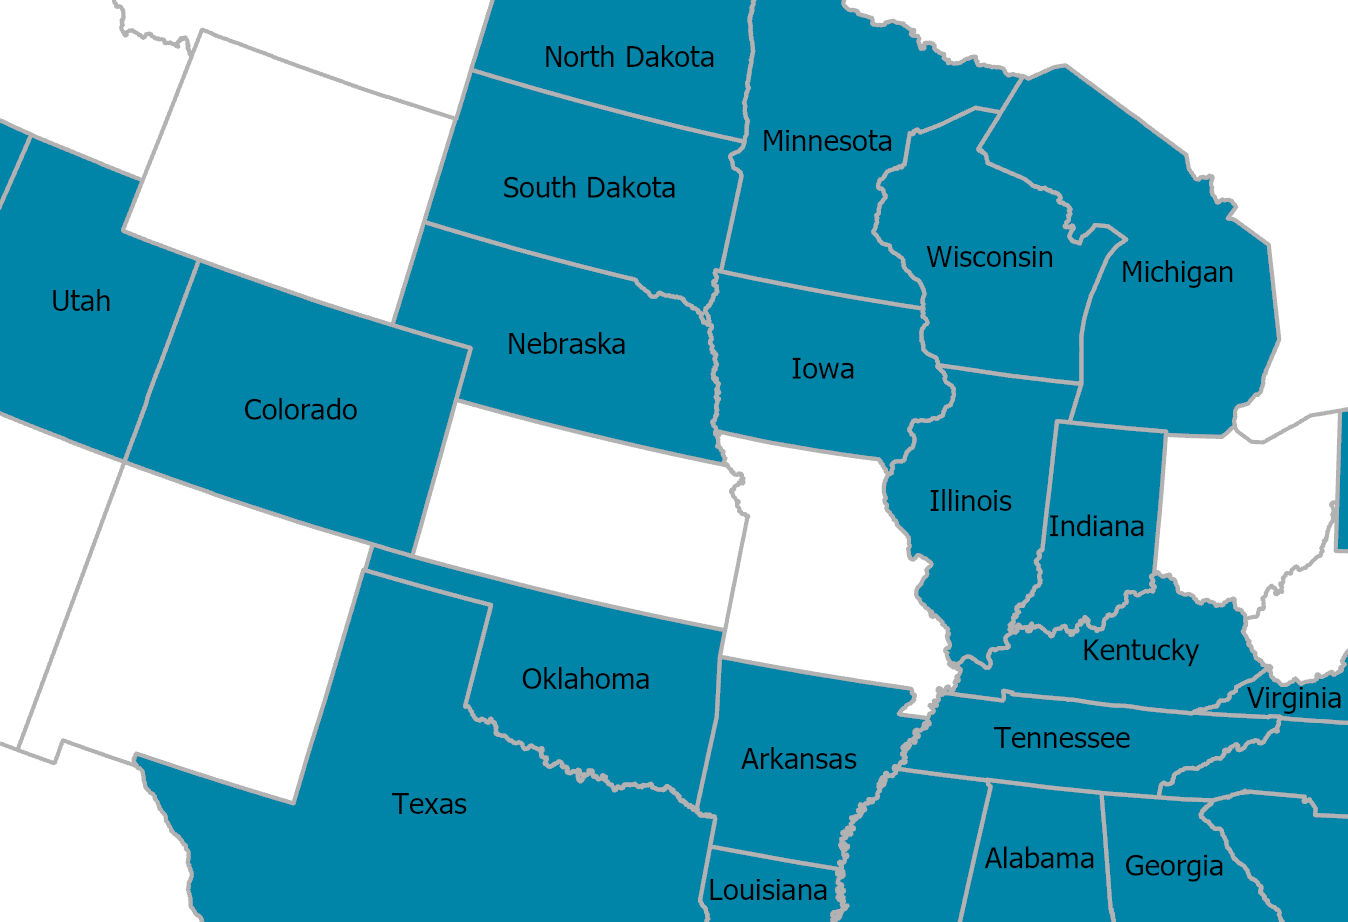 North Dakota
Minnesota
South Dakota
Wisconsin
Michigan
Utah
Nebraska
Iowa
Colorado
Illinois
Indiana
Kentucky
Oklahoma
Virginia
Tennessee
Arkansas
Texas
Alabama
Georgia
Louisiana